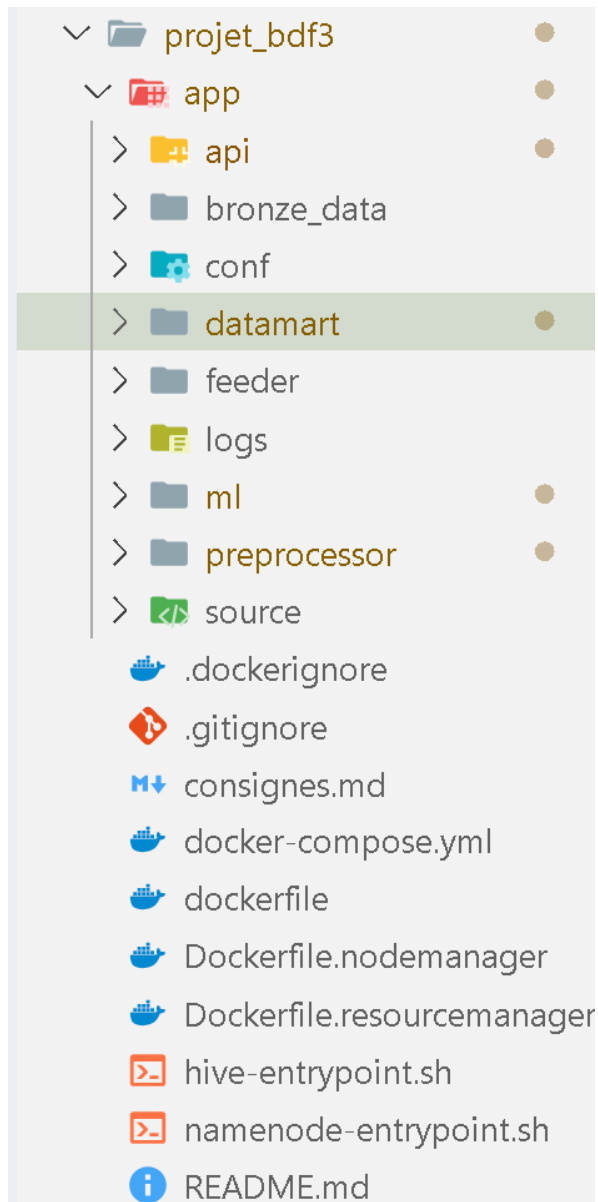 projet_bdf3
app
api
bronze_data
conf
datamart
feeder
logs
ml
preprocessor
source
.dockerignore
.gitignore
consignes.md
docker-compose.yml
dockerfile
Dockerfile.nodemanager
Dockerfile.resourcemanager
hive-entrypoint.sh
namenode-entrypoint.sh
README.md